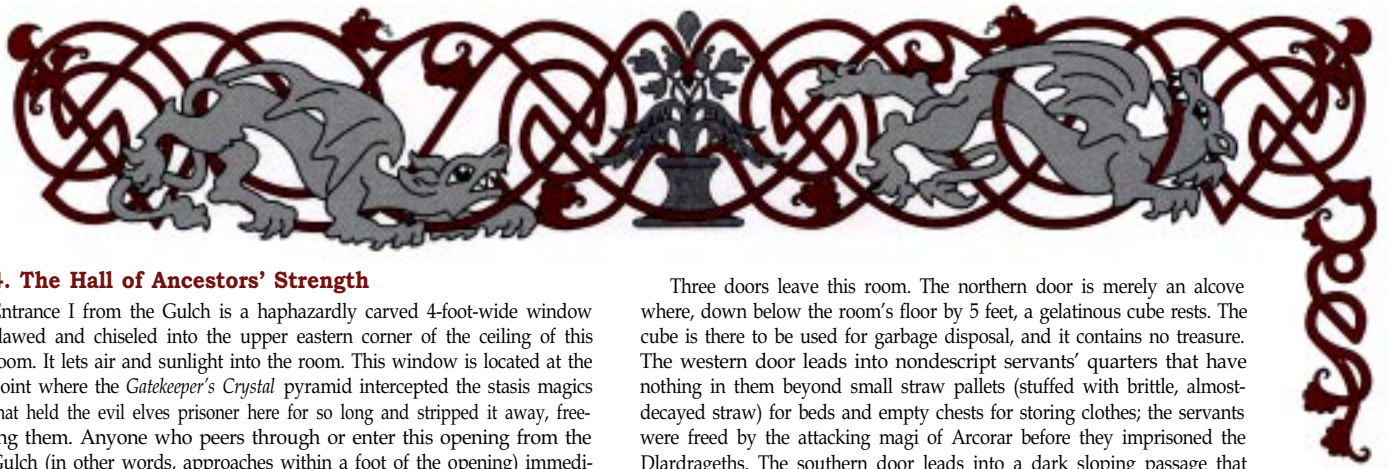 4. The Hall of Ancestors' Strength
Entrance I from the Gulch is a haphazardly carved 4-foot-wide window
lawed and chiseled into the upper eastern corner of the ceiling of this
oom. It lets air and sunlight into the room. This window is located at the
oint where the Gatekeeper's Crystal pyramid intercepted the stasis magics
hat held the evil elves prisoner here for so long and stripped it away, free-
ng them. Anyone who peers through or enter this opening from the
Gulch (in other words, approaches within a foot of the opening) immedi-
Three doors leave this room. The northern door is merely an alcove
where, down below the room's floor by 5 feet, a gelatinous cube rests. The
cube is there to be used for garbage disposal, and it contains no treasure.
The western door leads into nondescript servants' quarters that have
nothing in them beyond small straw pallets (stuffed with brittle, almost-
decayed straw) for beds and empty chests for storing clothes; the servants
were freed by the attacking magi of Arcorar before they imprisoned the
Dlardrageths. The southern door leads into a dark sloping passage that